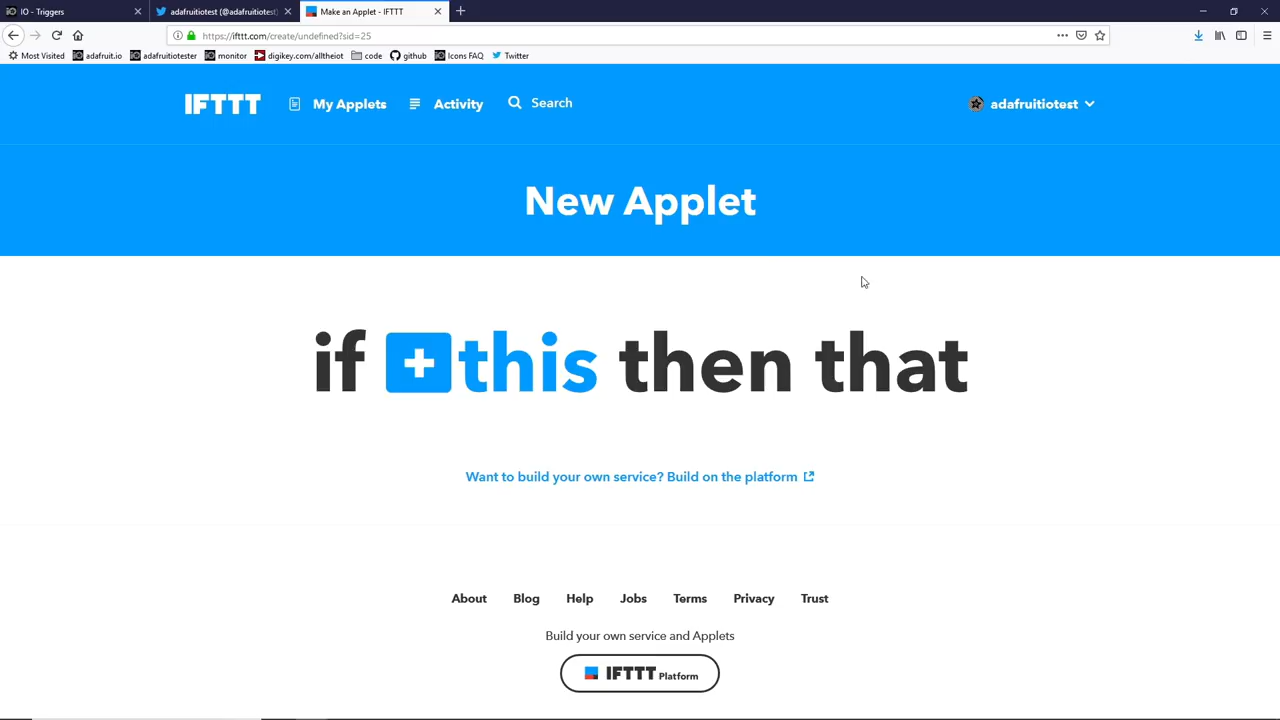 IO - Triggers
adafruitiotest (@adafruitiotest)
Make an Applet - IFTTT
https://ifttt.com/create/undefined?sid=25
Most Visited
adafruit.io
adafruitiotester
monitor
digikey.com/alltheiot
code
github
Icons FAQ
Twitter
IFTTT
My Applets
Activity
Search
adafruitiotest
New Applet
if +this then that
Want to build your own service? Build on the platform
About Blog Help Jobs Terms Privacy Trust
Build your own service and Applets
IFTTT Platform